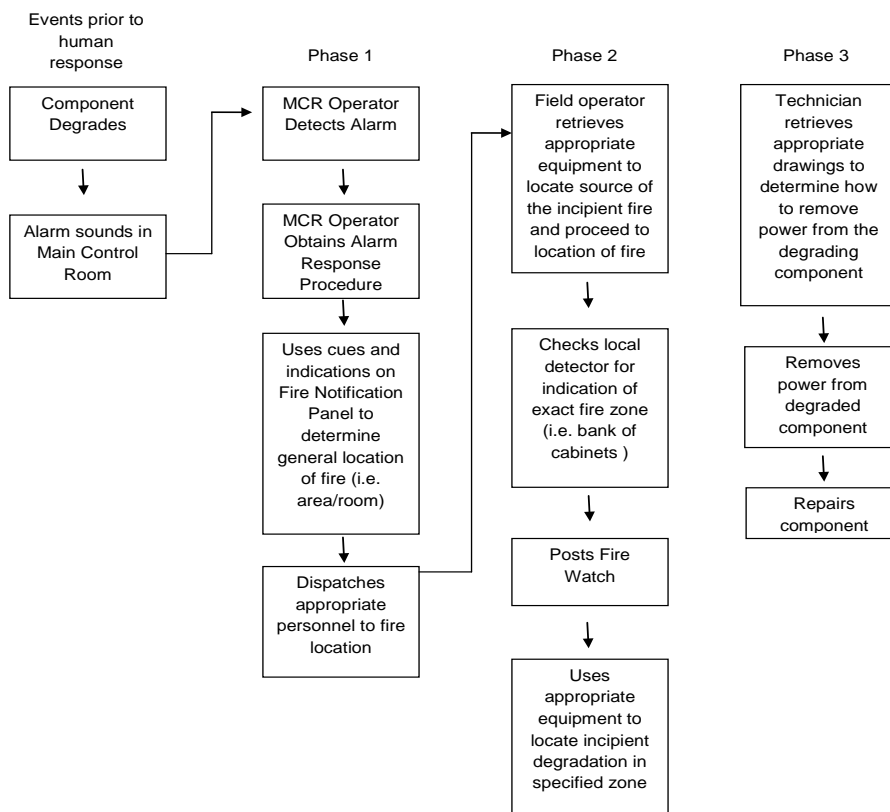 Events prior to
human
response
Component
Degrades
Alarm sounds in
Main Control
Room
Phase 1
MCR Operator
Detects Alarm
MCR Operator
Obtains Alarm
Response
Procedure
Uses cues and
indications on
Fire Notification
Panel to
determine
general location
of fire (i.e.
area/room)
Dispatches
appropriate
personnel to fire
location
Phase 2
Field operator
retrieves
appropriate
equipment to
locate source of
the incipient fire
and proceed to
location of fire
Checks local
detector for
indication of
exact fire zone
(i.e. bank of
cabinets )
Posts Fire
Watch
Uses
appropriate
equipment to
locate incipient
degradation in
specified zone
Phase 3
Technician
retrieves
appropriate
drawings to
determine how
to remove
power from the
degrading
component
Removes
power from
degraded
component
Repairs
component